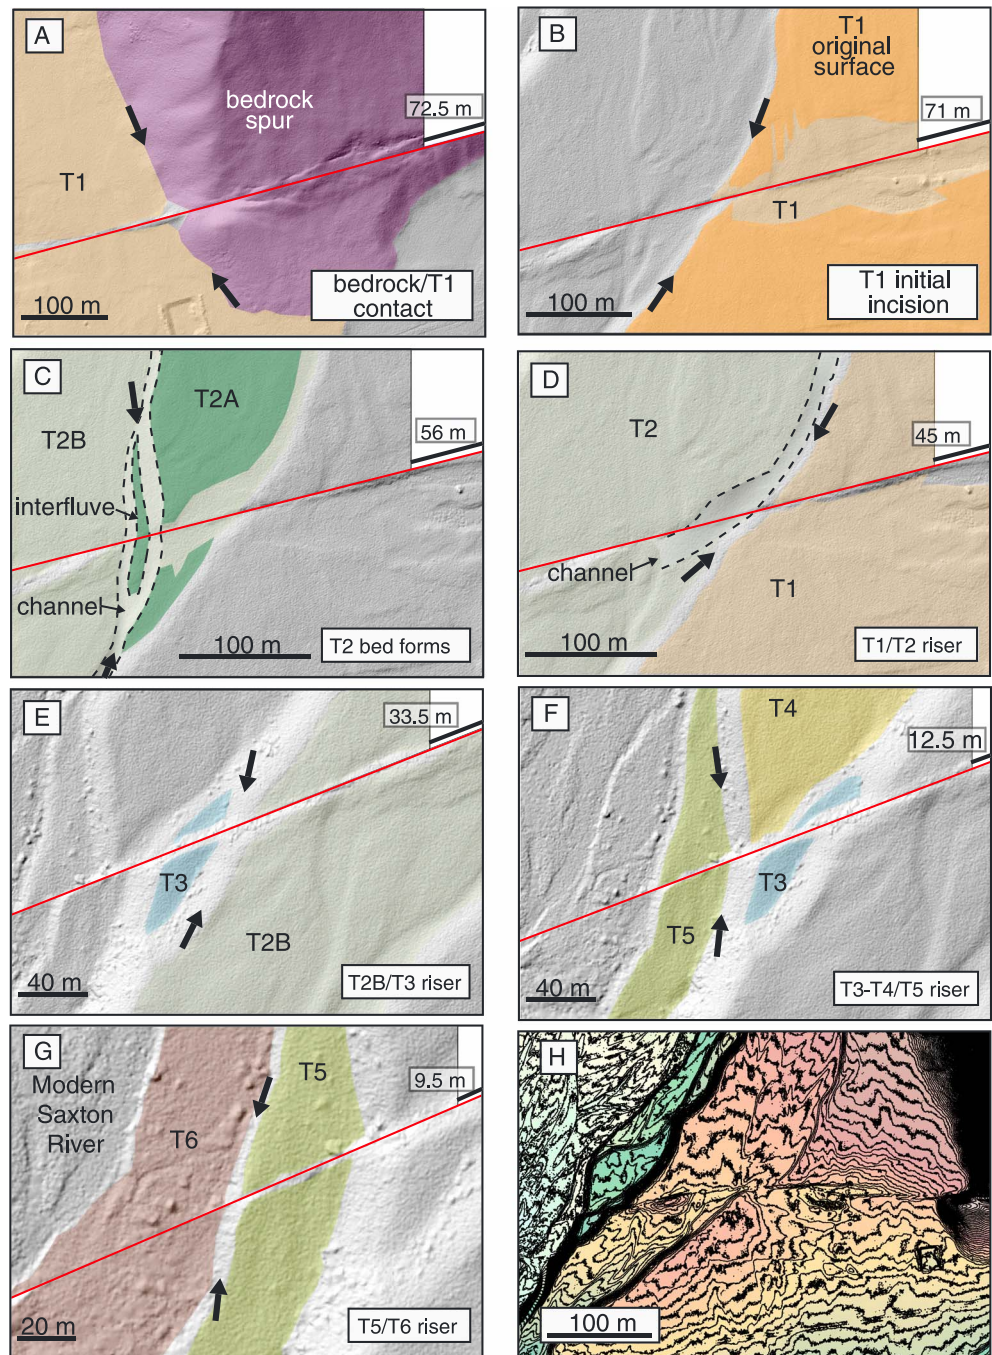 A
bedrock
spur
72.5 m
T1
100 m
bedrock/T1
contact
B
T1
original
surface
71 m
T1
100 m
T1 initial
incision
C
T2A
T2B
56 m
interfluve
channel
100 m
T2 bed forms
D
T2
45 m
channel
T1
100 m
T1/T2 riser
E
33.5 m
T3
T2B
40 m
T2B/T3 riser
F
T4
12.5 m
T3
T5
40 m
T3-T4/T5 riser
G
Modern
Saxton
River
T5
9.5 m
T6
20 m
T5/T6 riser
H
100 m